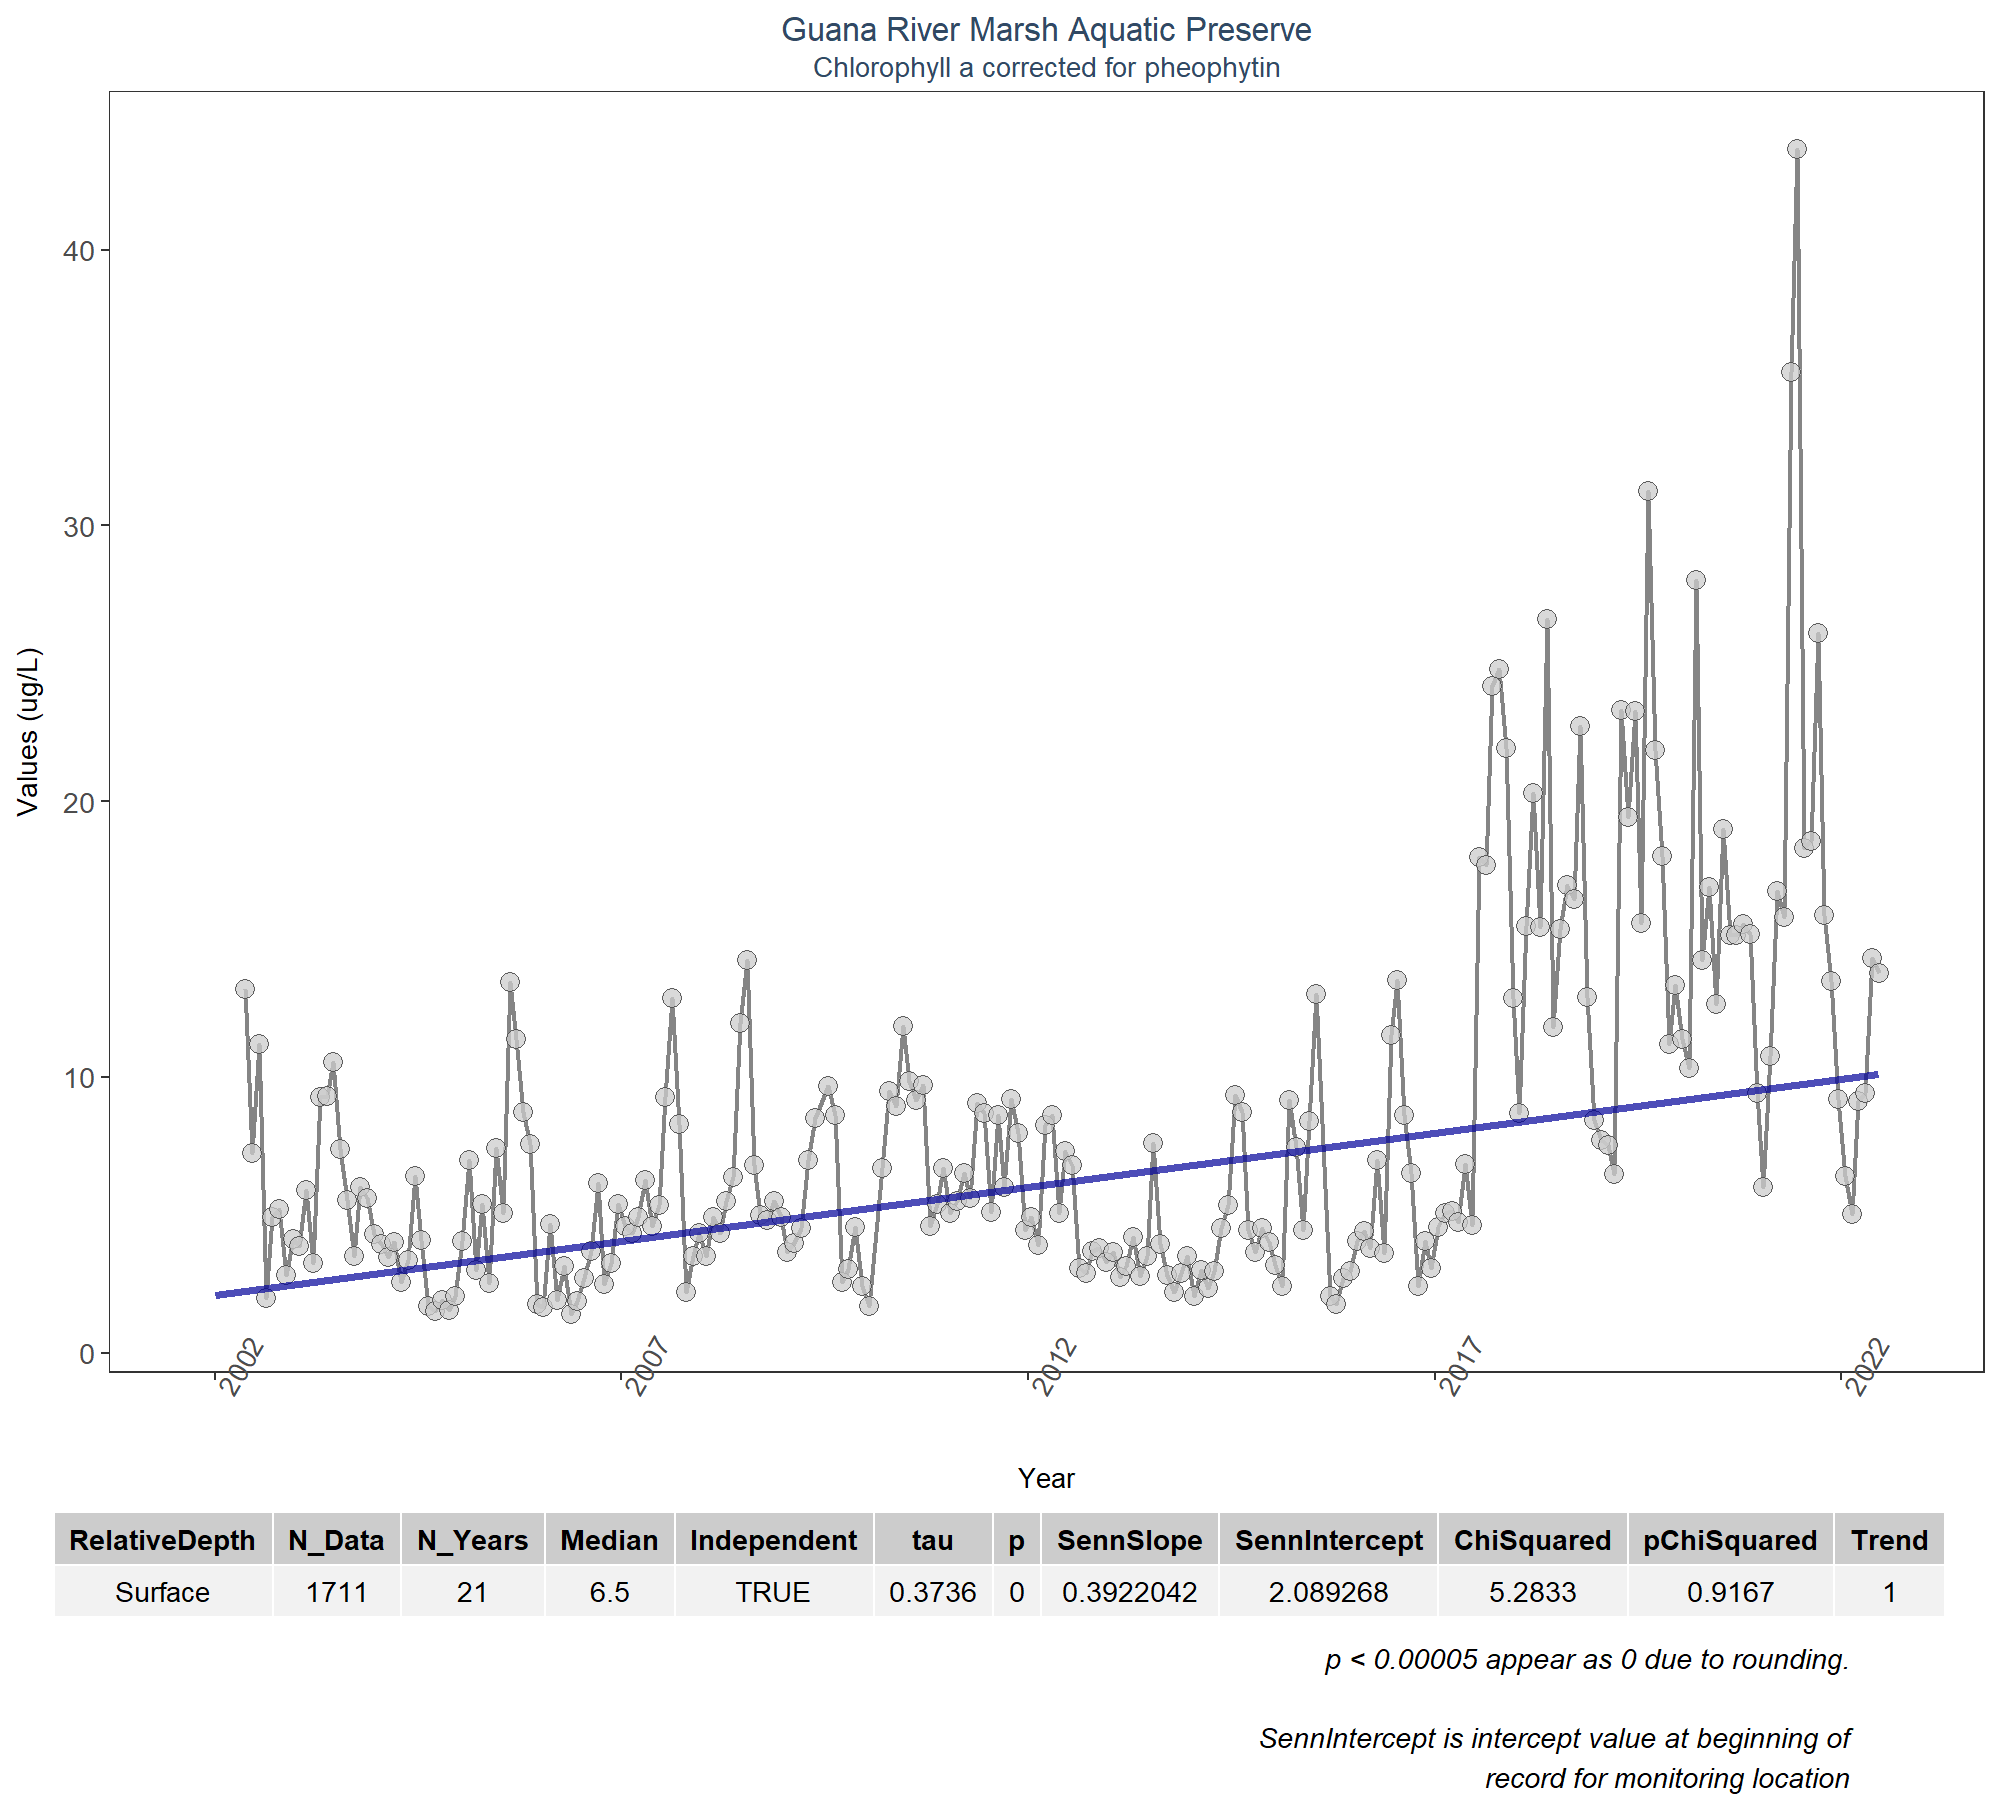 Guana River Marsh Aquatic Preserve
Chlorophyll a corrected for pheophytin
Values (ug/L)
40
30
20
10
0
2002
2007
2012
2017
2022
Year
RelativeDepth N_Data N_Years Median Independent tau p SennSlope SennIntercept ChiSquared pChiSquared Trend
Surface 1711 21 6.5 TRUE 0.3736 0 0.3922042 2.089268 5.2833 0.9167 1
p < 0.00005 appear as 0 due to rounding.
SennIntercept is intercept value at beginning of
record for monitoring location